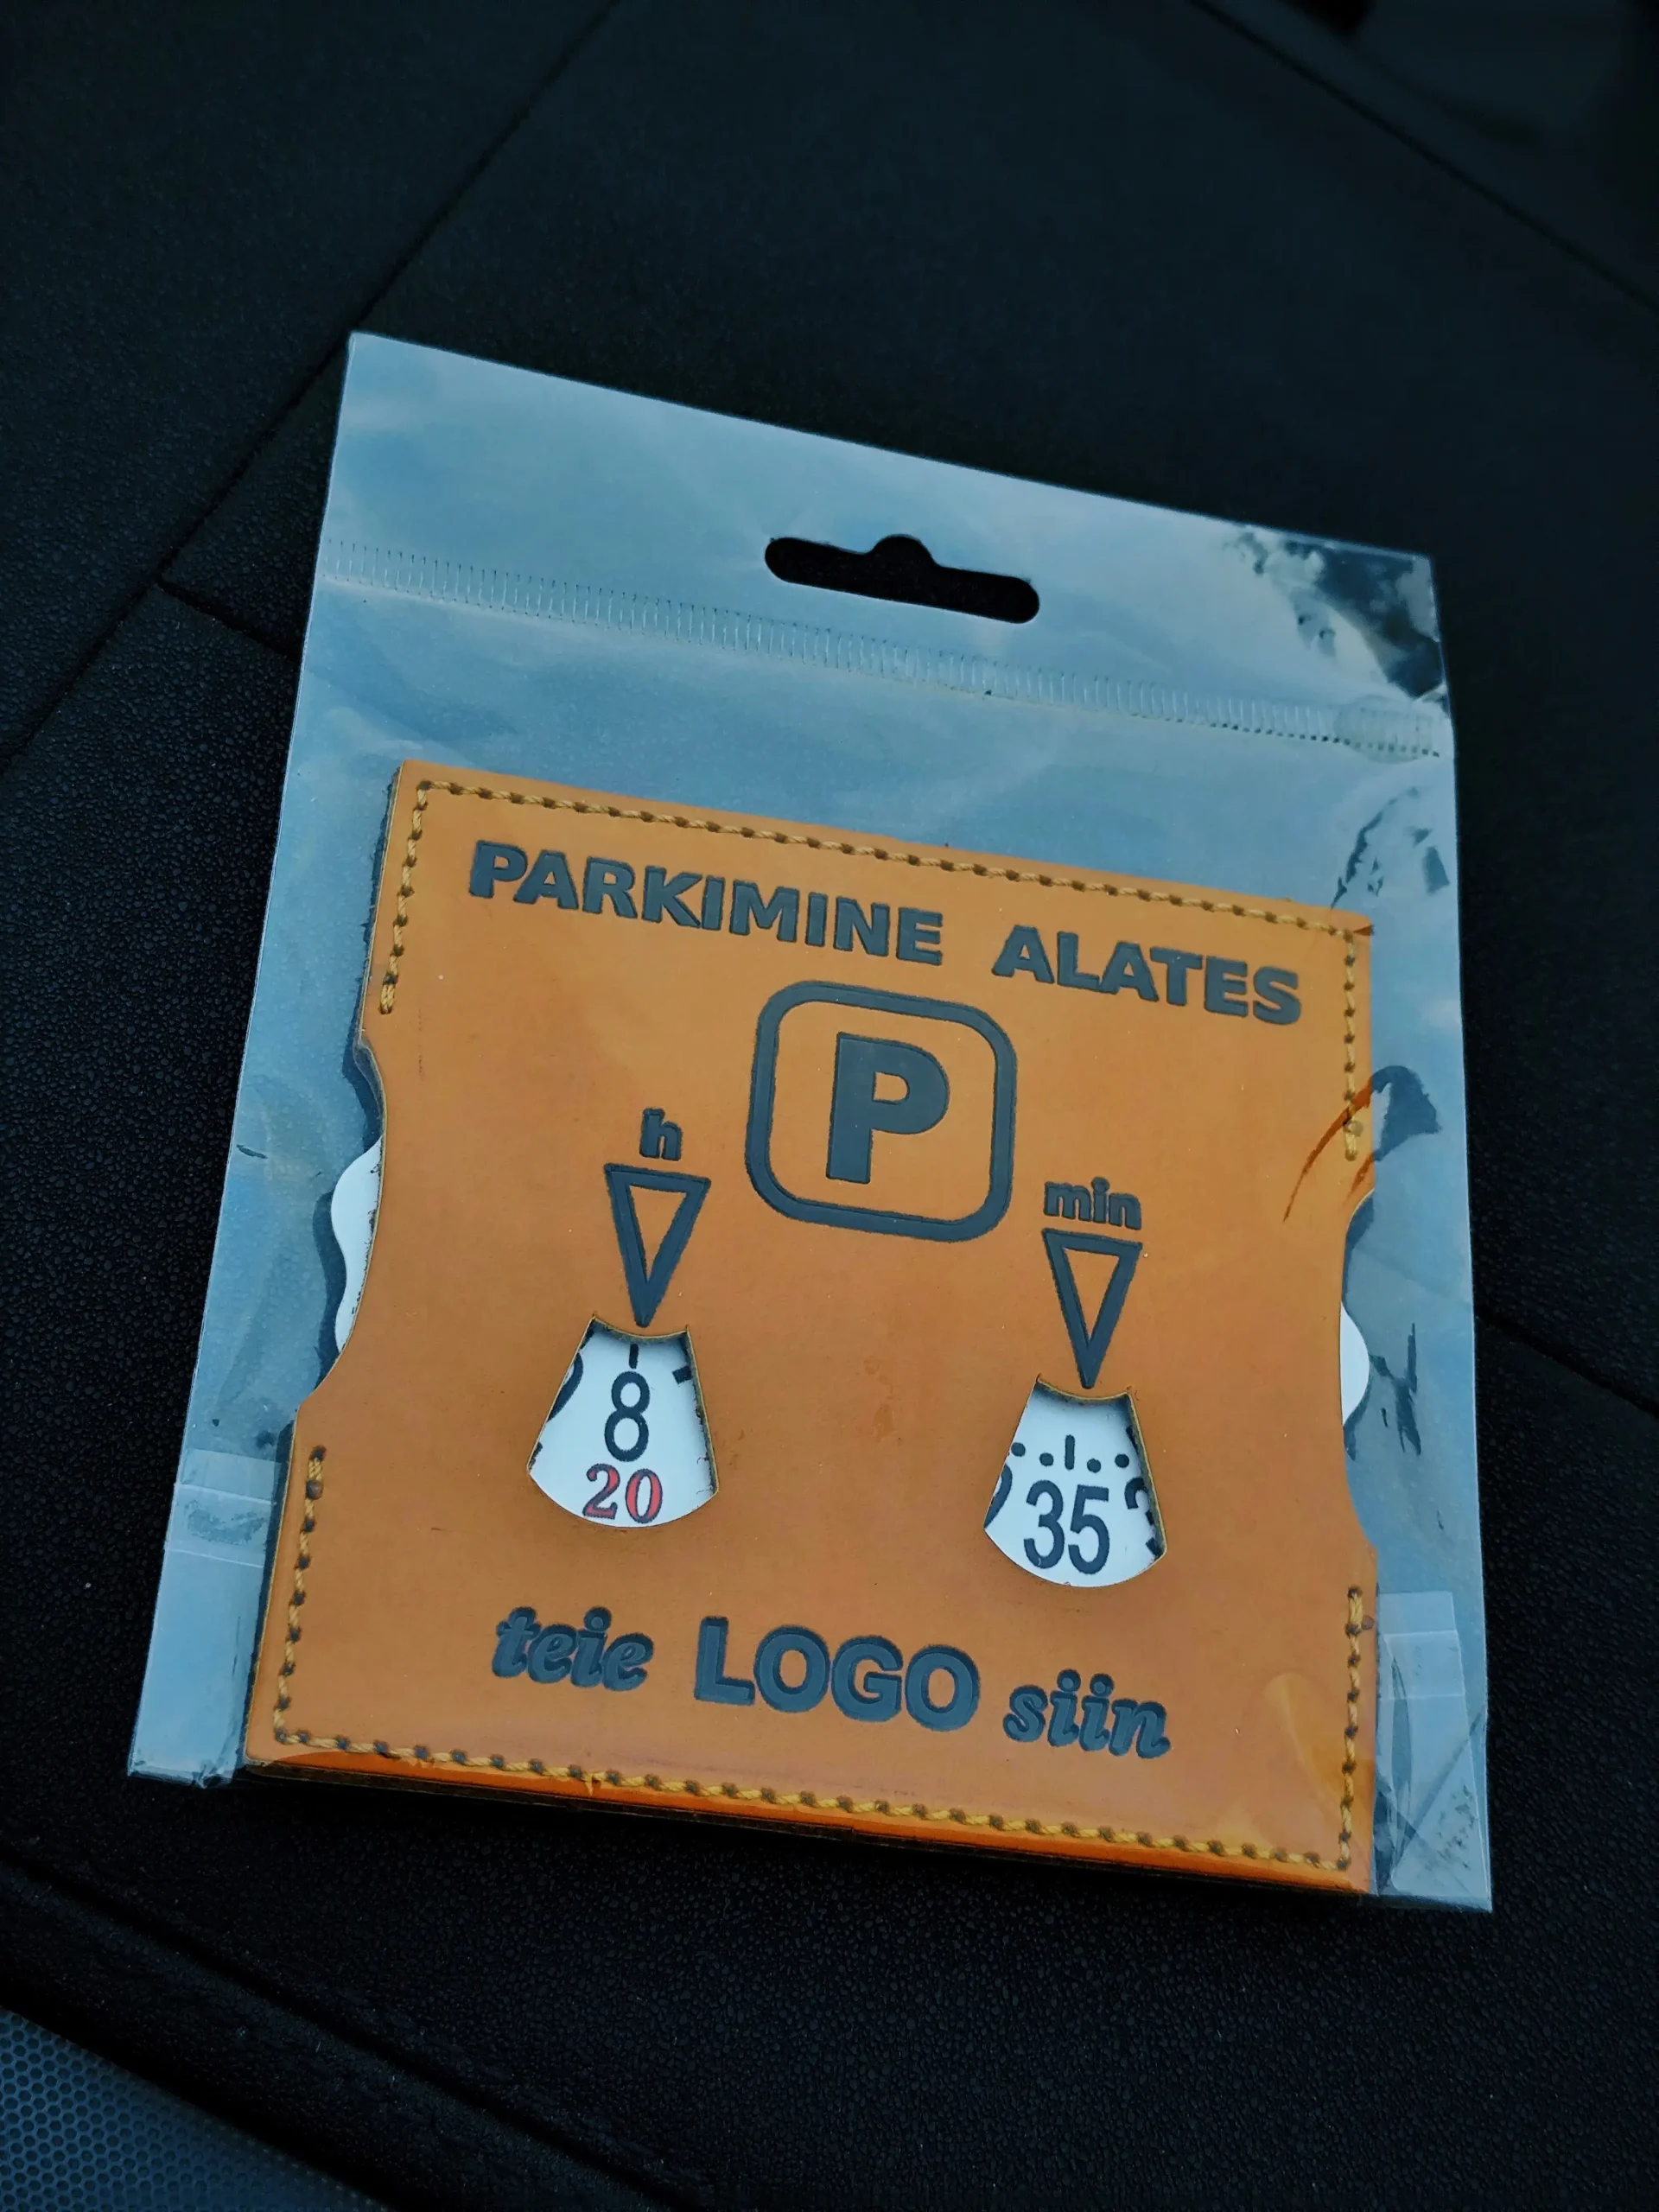 PARKIMINE ALATES
P
h
min
8
20
35
teie LOGO siin